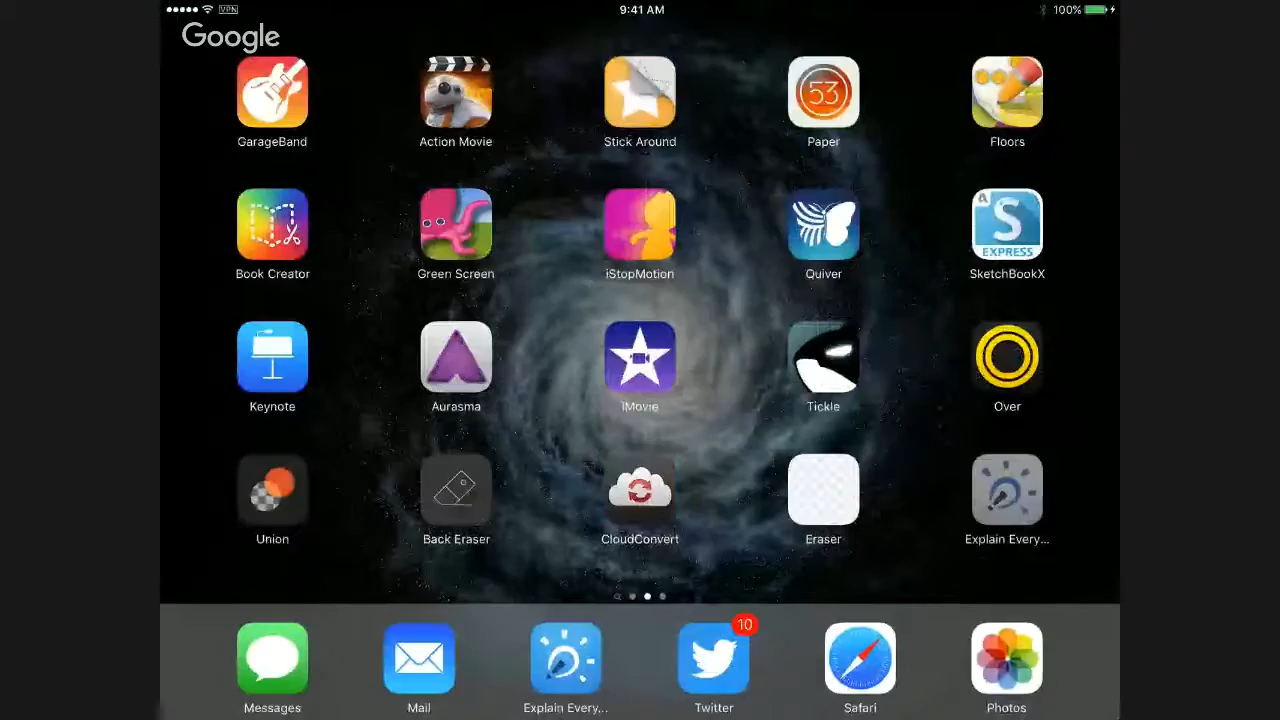 VPN 9:41 AM 100%
Google
GarageBand Action Movie Stick Around Paper Floors
53
Book Creator Green Screen iStopMotion Quiver SketchBookX
A S EXPRESS
Keynote Aurasma iMovie Tickle Over
Union Back Eraser CloudConvert Eraser Explain Every...
10
Messages Mail Explain Every... Twitter Safari Photos